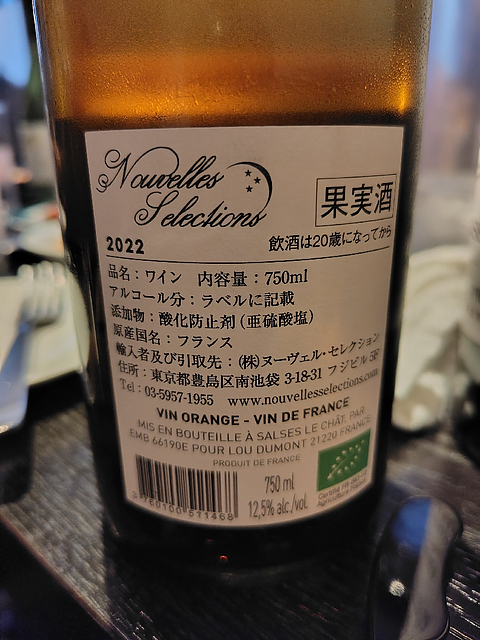 Nouvelles
Selections
果実酒
2022
飲酒は20歳になってから
品名：ワイン 内容量：750ml
アルコール分：ラベルに記載
添加物：酸化防止剤（亜硫酸塩）
原産国名：フランス
輸入者及び引取先：（株）ヌーヴェル・セレクション
住所：東京都豊島区南池袋 3-18-31 フジビル 5F
Tel：03-5957-1955 www.nouvellesselections.com
VIN ORANGE - VIN DE FRANCE
MIS EN BOUTEILLE À SALSES LE CHÂT. PAR
EMB 66190E POUR LOU DUMONT 21220 FRANCE
PRODUIT DE FRANCE
750 ml
12,5% alc./vol.
Agriculture France